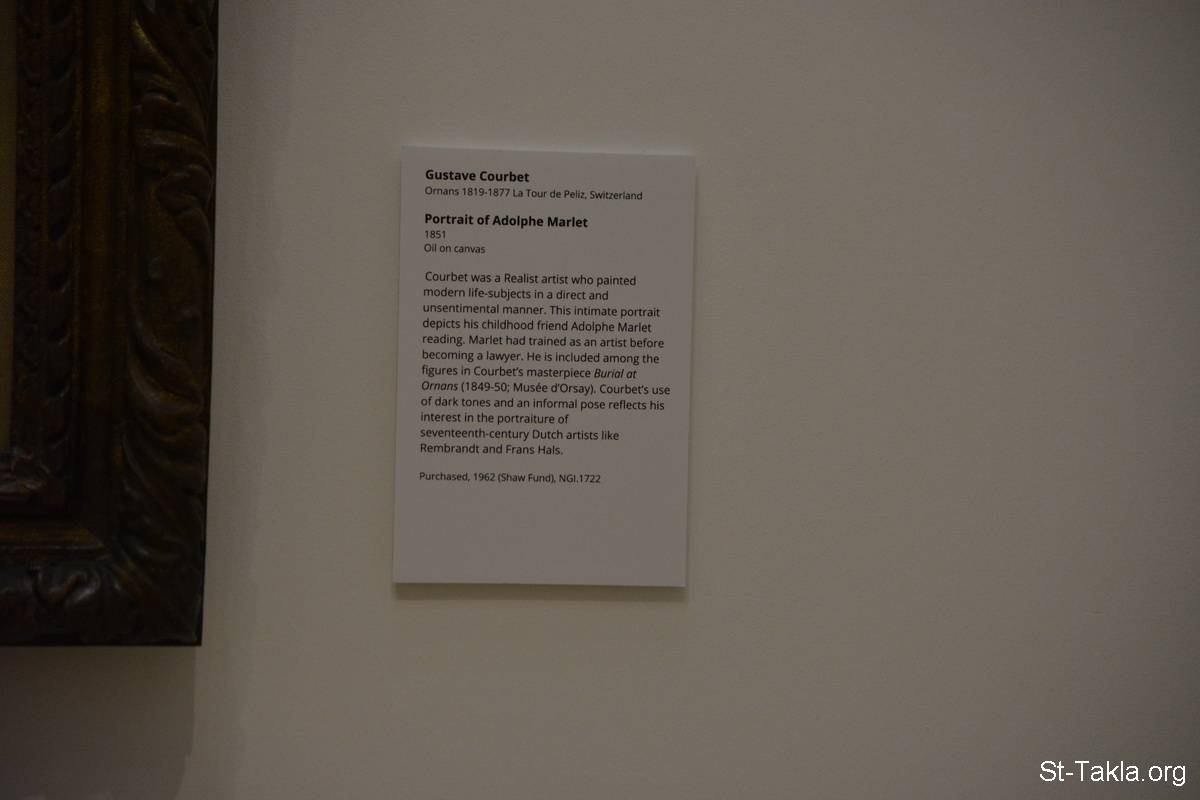 Gustave Courbet
Ornans 1819-1877 La Tour de Peliz, Switzerland
Portrait of Adolphe Marlet
1851
Oil on canvas
Courbet was a Realist artist who painted
modern life-subjects in a direct and
unsentimental manner. This intimate portrait
depicts his childhood friend Adolphe Marlet
reading. Marlet had trained as an artist before
becoming a lawyer. He is included among the
figures in Courbet's masterpiece Burial at
Ornans (1849-50; Musée d'Orsay). Courbet's use
of dark tones and an informal pose reflects his
interest in the portraiture of
seventeenth-century Dutch artists like
Rembrandt and Frans Hals.
Purchased, 1962 (Shaw Fund), NGI.1722
St-Takla.org